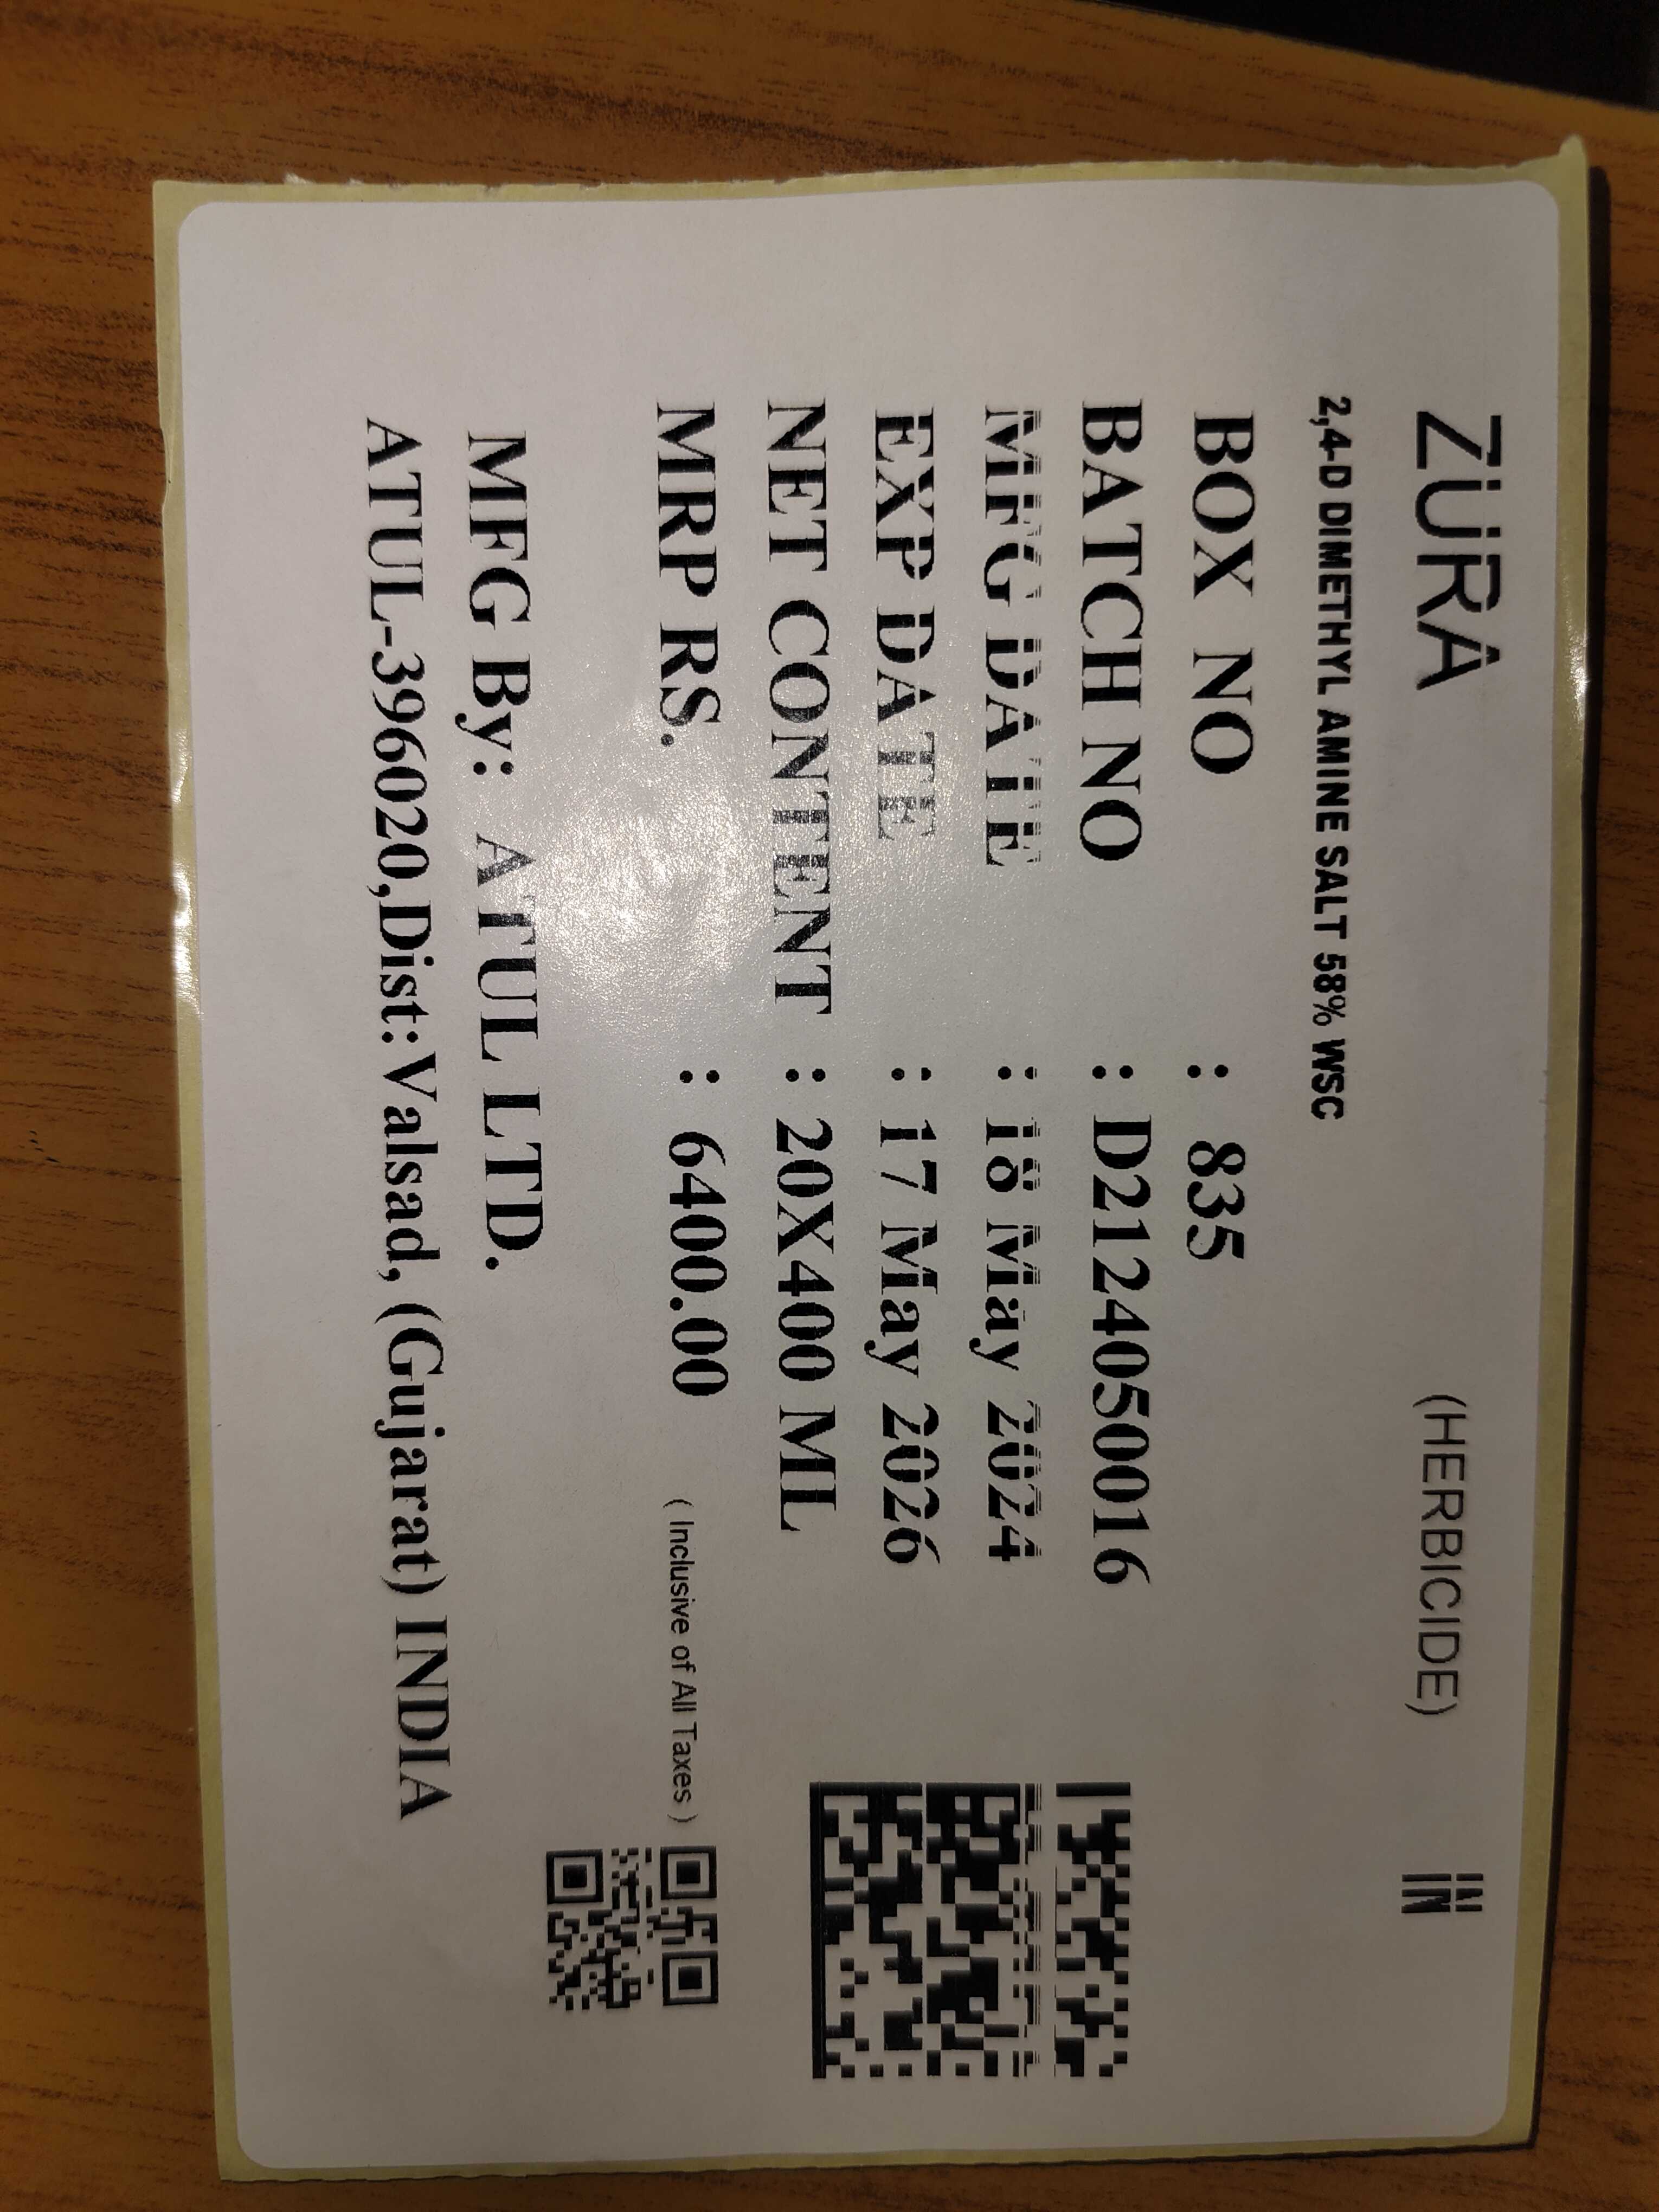 ZURA (HERBICIDE) IN
2,4-D DIMETHYL AMINE SALT 58% WSC
BOX NO : 835
BATCH NO : D2124050016
MFG DATE : 18 May 2024
EXP DATE : 17 May 2026
NET CONTENT : 20X400 ML
MRP RS. : 6400.00 ( Inclusive of All Taxes )
MFG By: ATUL LTD.
ATUL-396020,Dist:Valsad, (Gujarat) INDIA